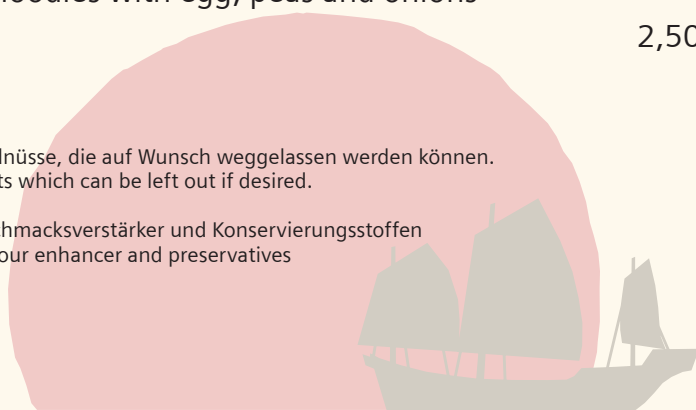 noodles with egg, peas and onions
2,50
lnüsse, die auf Wunsch weggelassen werden können.
ts which can be left out if desired.
hmacksverstärker und Konservierungsstoffen
our enhancer and preservatives